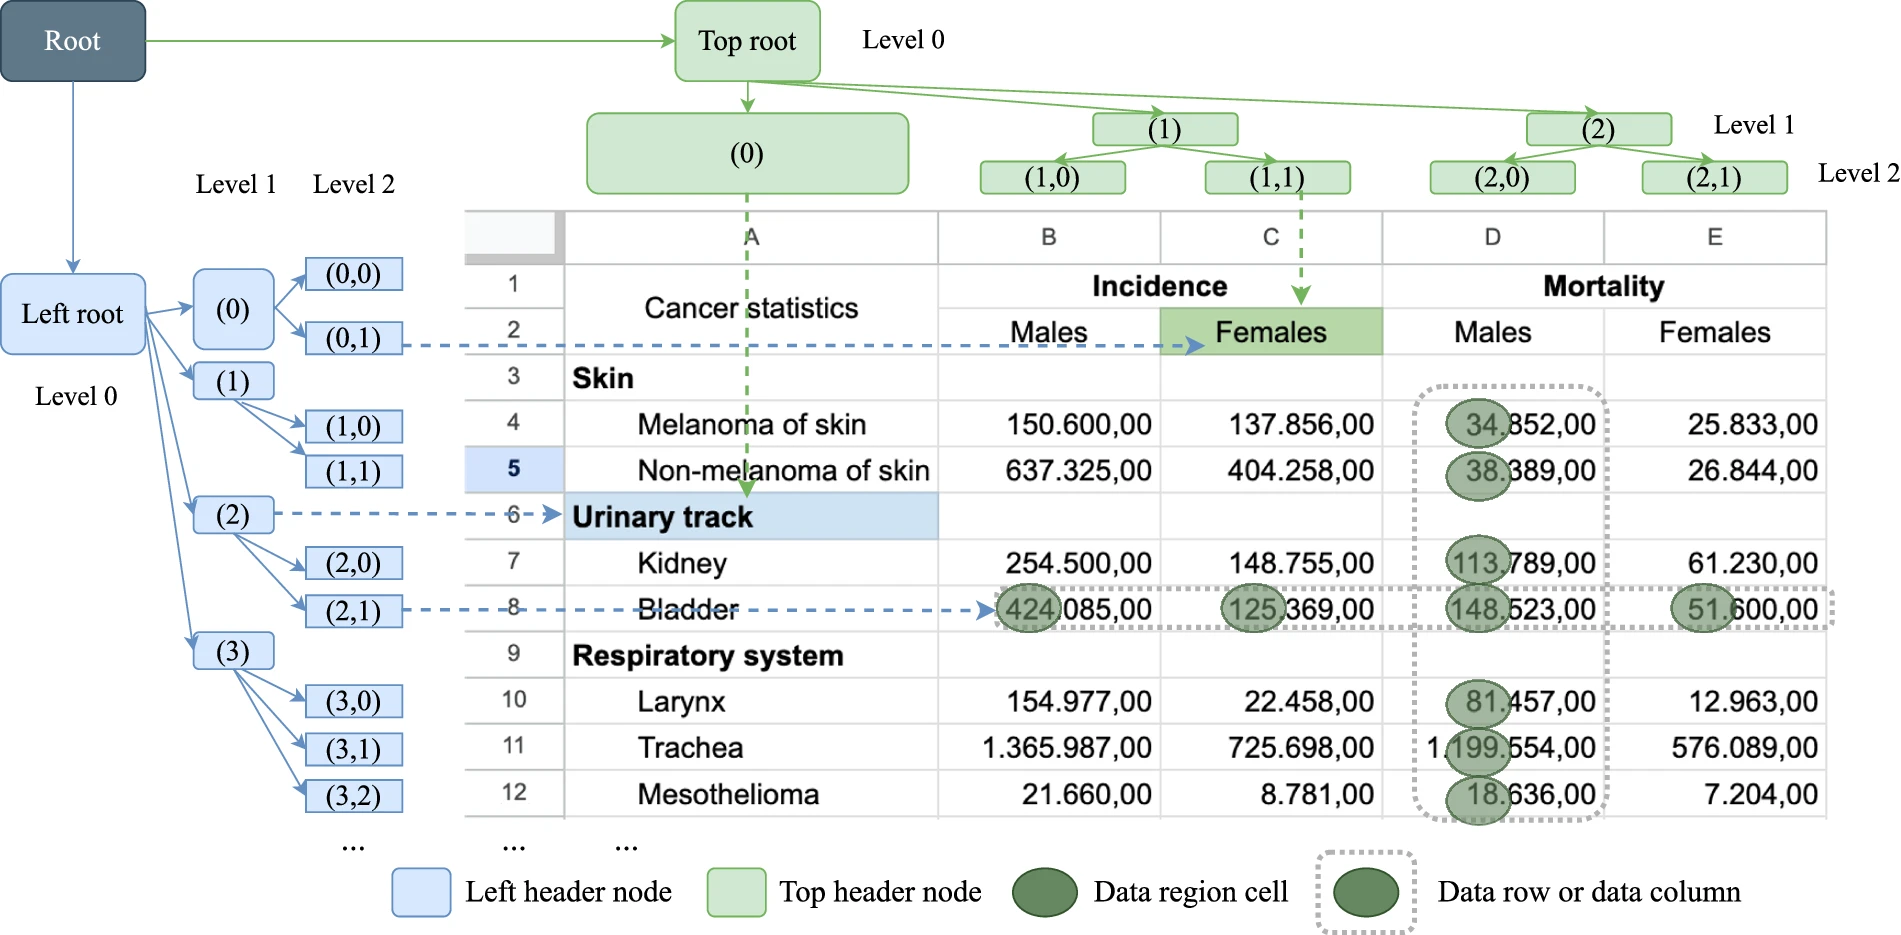 Root
Top root
Level 0
(0)
(1)
(2)
Level 1
(1,0)
(1,1)
(2,0)
(2,1)
Level 2
Level 1
Level 2
Left root
Level 0
(0)
(0,0)
(0,1)
(1)
(1,0)
(1,1)
(2)
(2,0)
(2,1)
(3)
(3,0)
(3,1)
(3,2)
...
A B C D E
1 Cancer statistics Incidence Mortality
2 Males Females Males Females
3 Skin
4 Melanoma of skin 150.600,00 137.856,00 34.852,00 25.833,00
5 Non-melanoma of skin 637.325,00 404.258,00 38.389,00 26.844,00
6 Urinary track
7 Kidney 254.500,00 148.755,00 113.789,00 61.230,00
8 Bladder 424.085,00 125.369,00 148.523,00 51.600,00
9 Respiratory system
10 Larynx 154.977,00 22.458,00 81.457,00 12.963,00
11 Trachea 1.365.987,00 725.698,00 1.199.554,00 576.089,00
12 Mesothelioma 21.660,00 8.781,00 18.636,00 7.204,00
... ...
Left header node
Top header node
Data region cell
Data row or data column